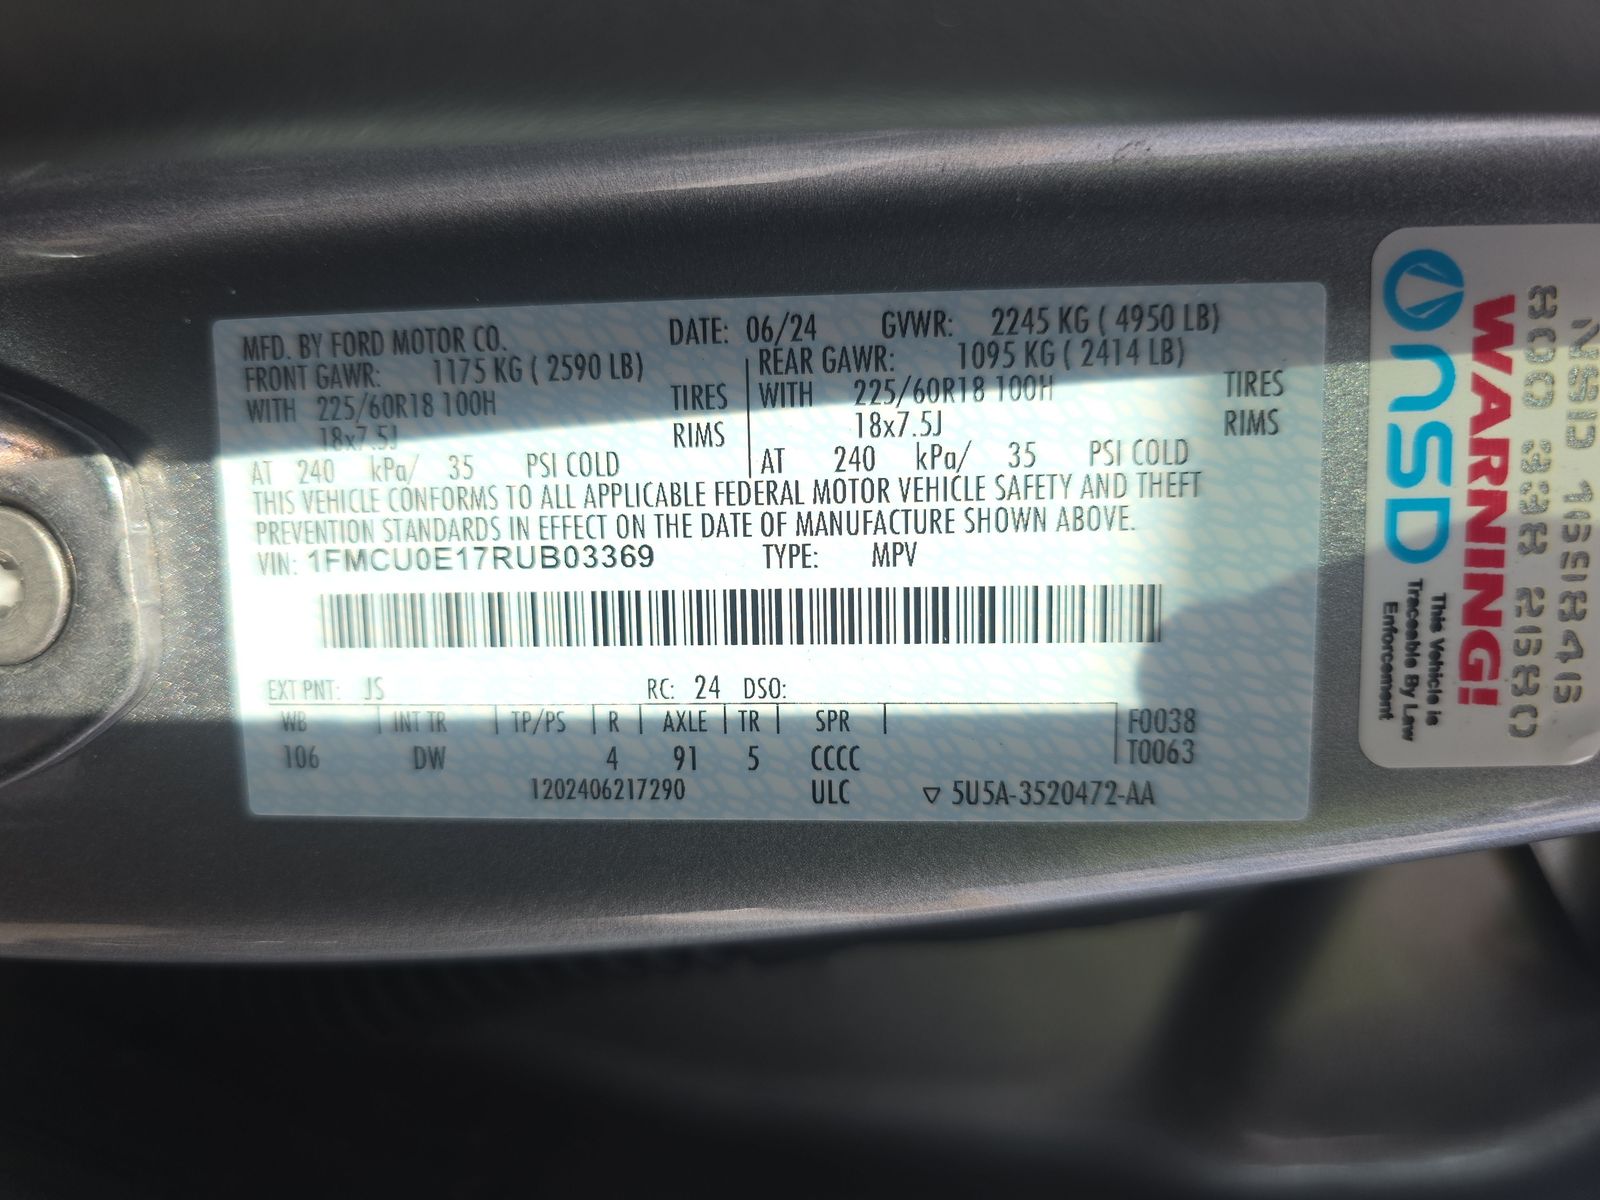 MFD. BY FORD MOTOR CO. DATE: 06/24 GVWR: 2245 KG ( 4950 LB)
FRONT GAWR: 1175 KG ( 2590 LB) REAR GAWR: 1095 KG ( 2414 LB)
WITH 225/60R18 100H TIRES WITH 225/60R18 100H TIRES
18x7.5J RIMS 18x7.5J RIMS
AT 240 kPa/ 35 PSI COLD AT 240 kPa/ 35 PSI COLD
THIS VEHICLE CONFORMS TO ALL APPLICABLE FEDERAL MOTOR VEHICLE SAFETY AND THEFT
PREVENTION STANDARDS IN EFFECT ON THE DATE OF MANUFACTURE SHOWN ABOVE.
VIN: 1FMCU0E17RUB03369 TYPE: MPV
EXT PNT: JS RC: 24 DSO:
WB INT TR TP/PS R AXLE TR SPR F0038
106 DW 4 91 5 CCCC T0063
1202406217290 ULC ▽ 5U5A-3520472-AA
NSD
WARNING!
This Vehicle is
Traceable By Law
Enforcement
800 338 2680